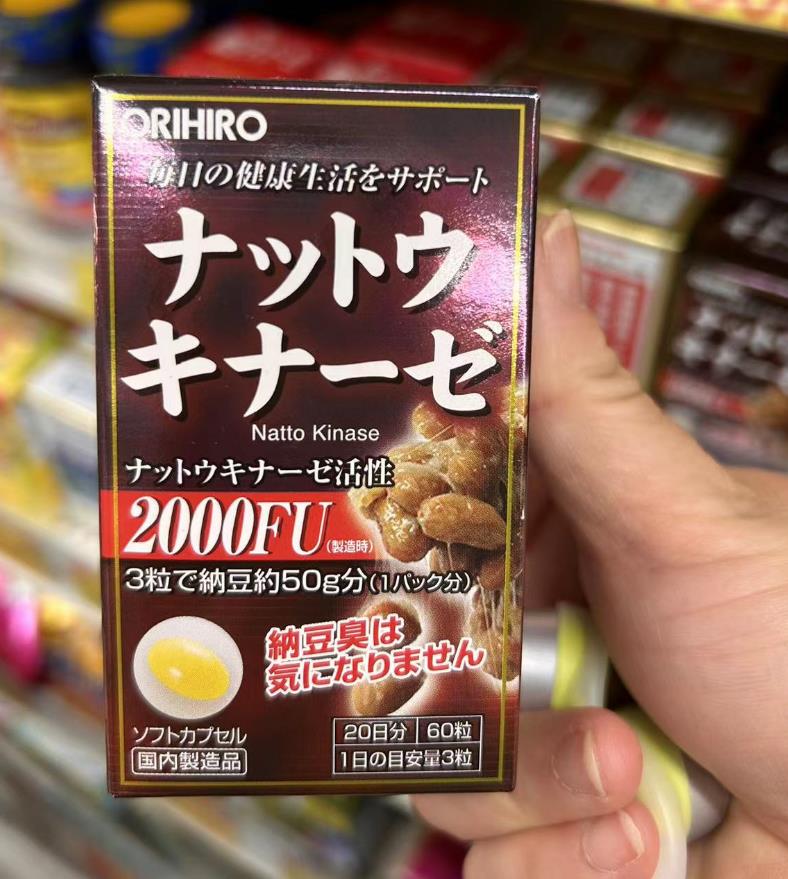 ORIHIRO
毎日の健康生活をサポート
ナットウ
キナーゼ
Natto Kinase
ナットウキナーゼ活性
2000FU(製造時)
3粒で納豆約50g分(1パック分)
納豆臭は
気になりません
ソフトカプセル
国内製造品
20日分 60粒
1日の目安量3粒
ORIHIRO